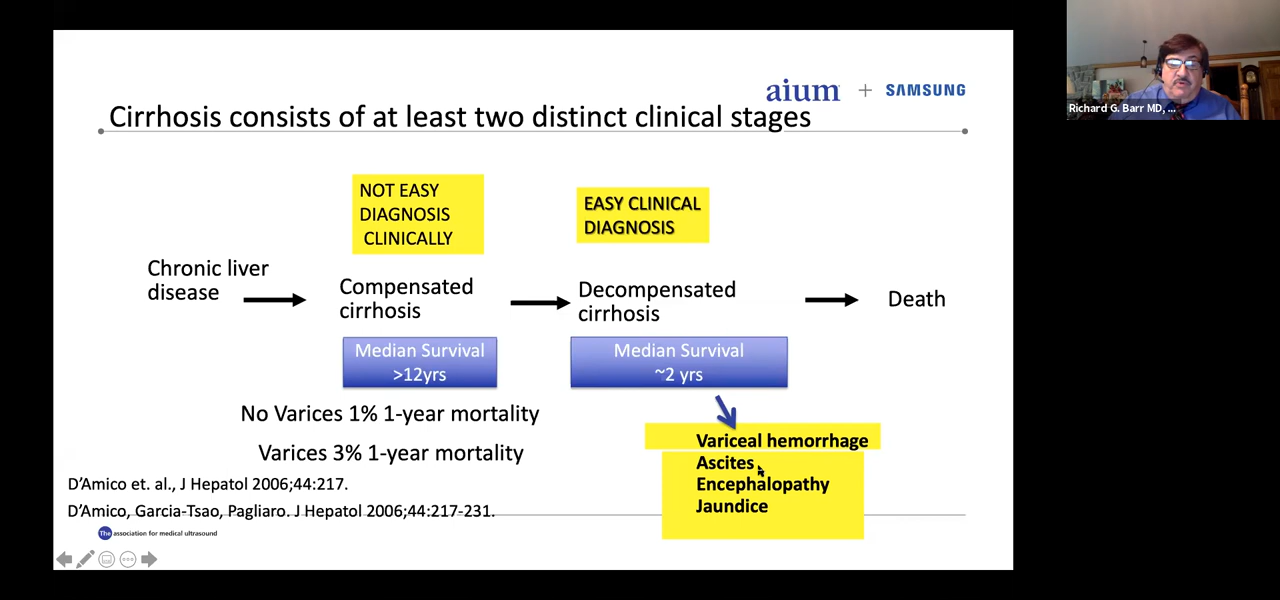 aium + SAMSUNG
Cirrhosis consists of at least two distinct clinical stages
Richard G. Barr MD, ...
NOT EASY
DIAGNOSIS
CLINICALLY
EASY CLINICAL
DIAGNOSIS
Chronic liver
disease
Compensated
cirrhosis
Decompensated
cirrhosis
Death
Median Survival
>12yrs
Median Survival
~2 yrs
No Varices 1% 1-year mortality
Varices 3% 1-year mortality
Variceal hemorrhage
Ascites
Encephalopathy
Jaundice
D'Amico et. al., J Hepatol 2006;44:217.
D'Amico, Garcia-Tsao, Pagliaro. J Hepatol 2006;44:217-231.
The association for medical ultrasound